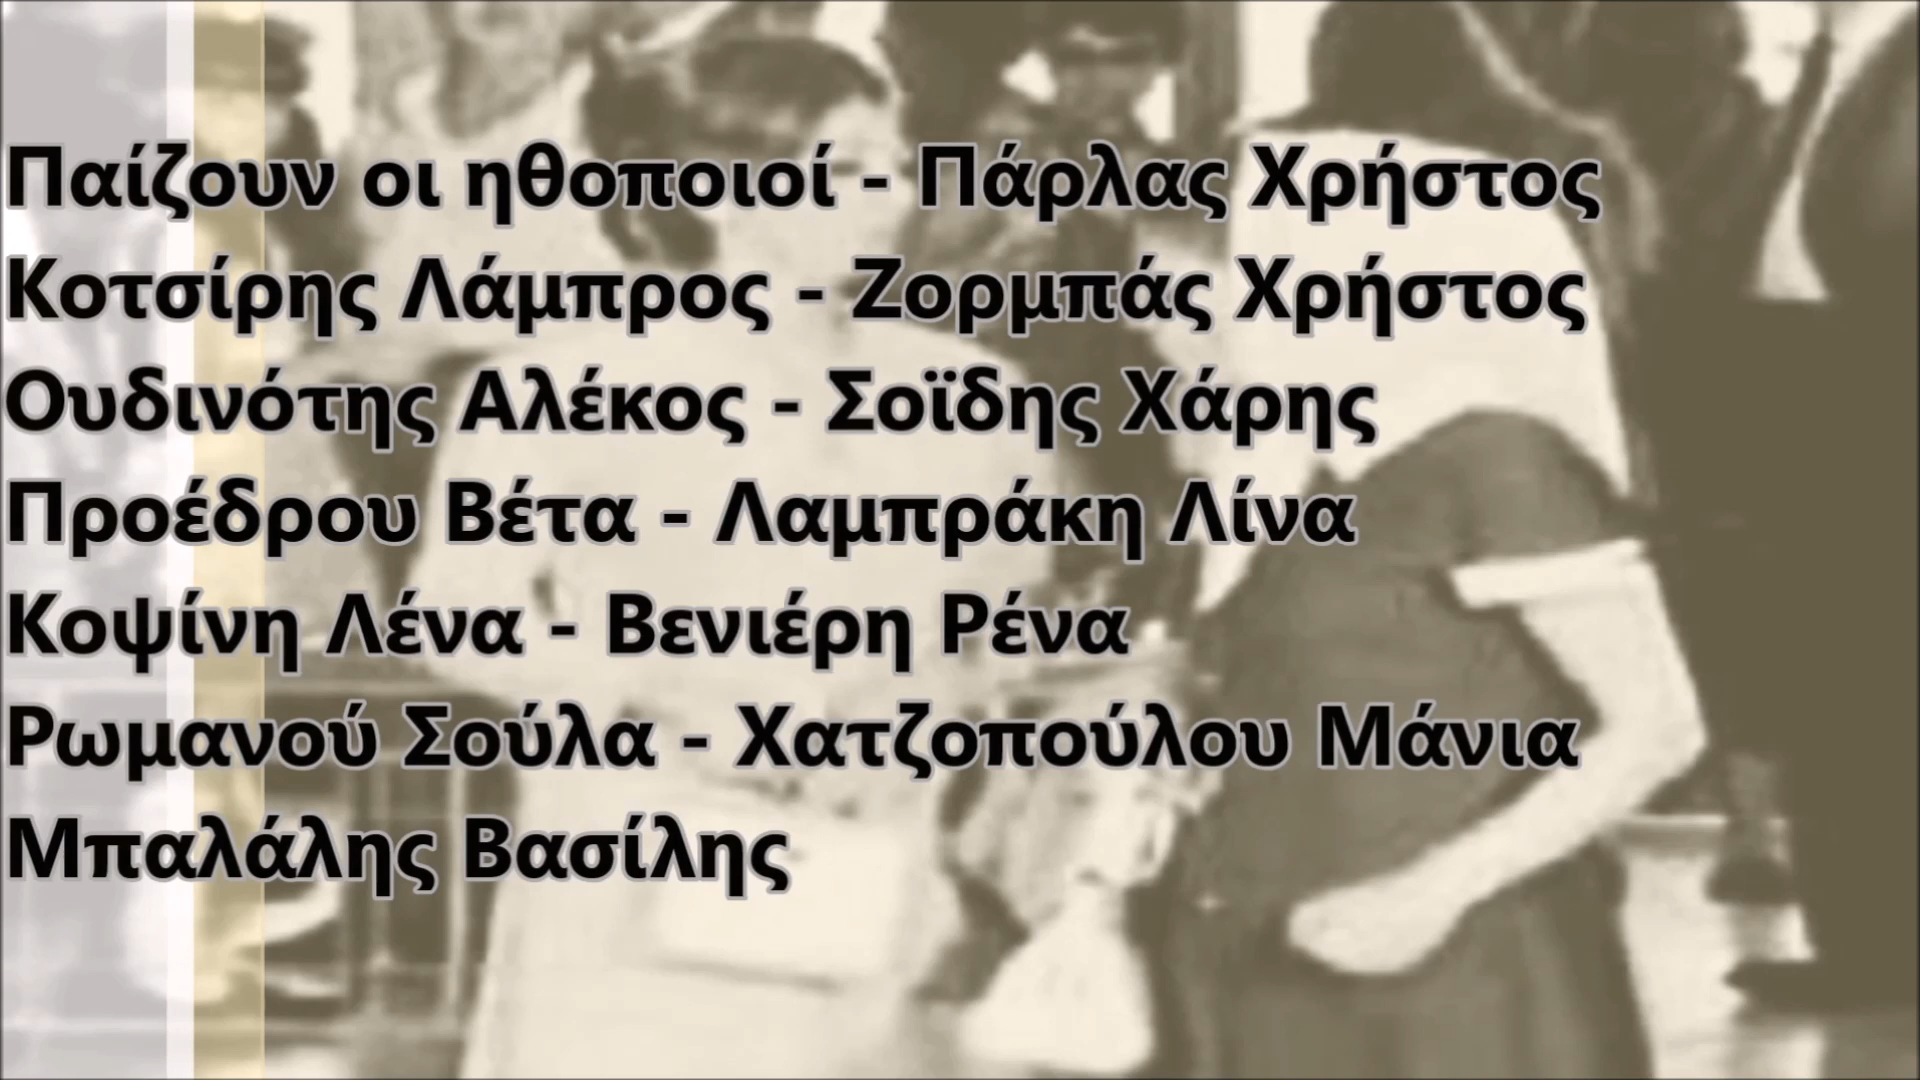 Παίζουν οι ηθοποιοί - Πάρλας Χρήστος
Κοτσίρης Λάμπρος - Ζορμπάς Χρήστος
Ουδινότης Αλέκος - Σοϊδης Χάρης
Προέδρου Βέτα - Λαμπράκη Λίνα
Κοψίνη Λένα - Βενιέρη Ρένα
Ρωμανού Σούλα - Χατζοπούλου Μάνια
Μπαλάλης Βασίλης